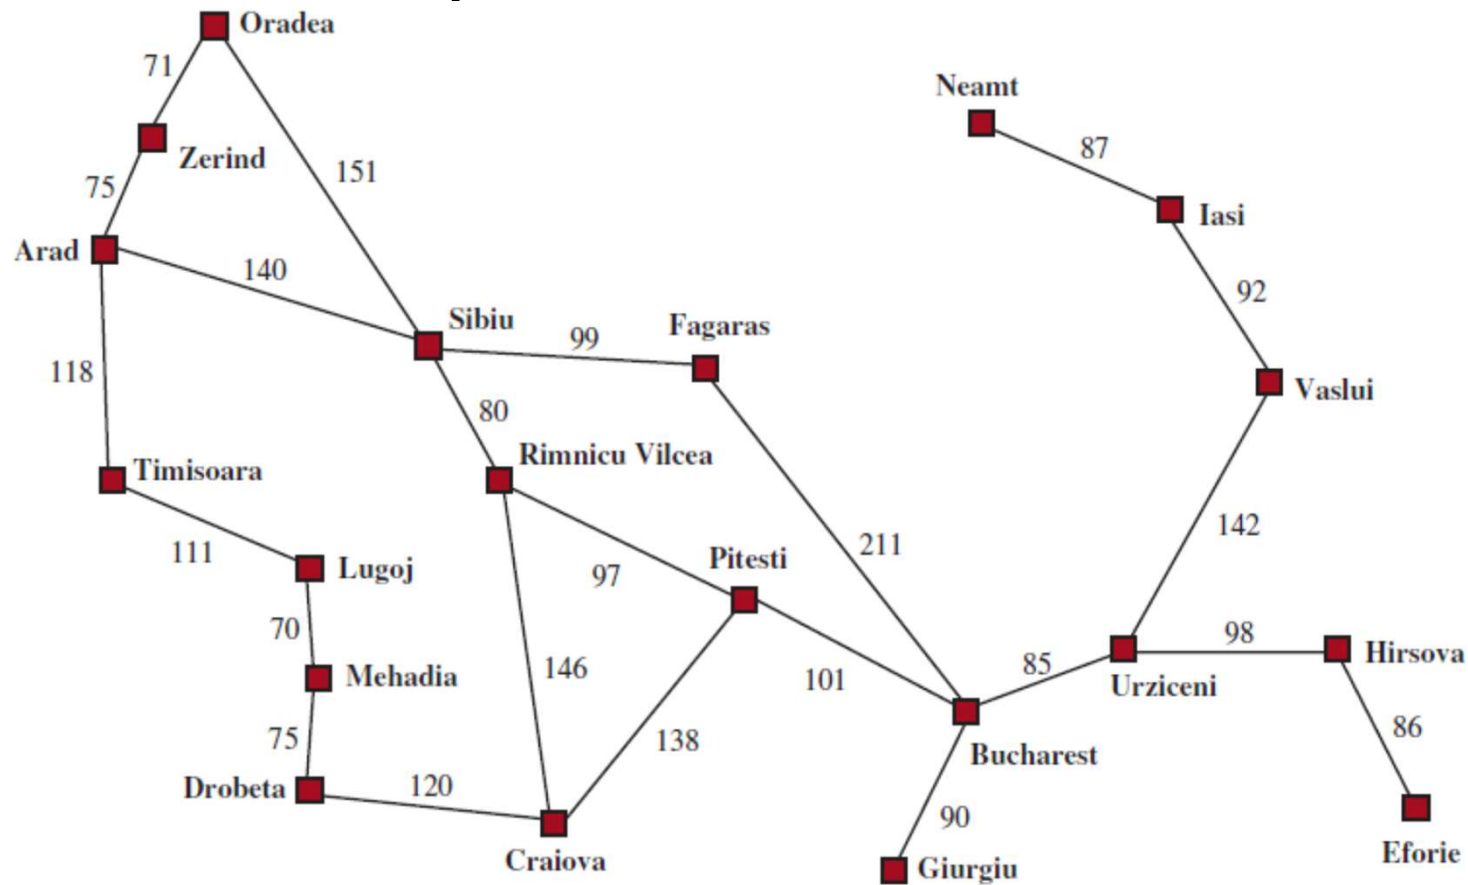 Oradea
71
Neamt
87
Zerind
151
75
Iasi
Arad
140
92
Sibiu
99
Fagaras
118
Vaslui
80
Rimnicu Vilcea
Timisoara
142
111
Lugoj
97
Pitesti
211
70
98
Hirsova
146
101
85
Urziceni
Mehadia
86
75
138
Bucharest
Drobeta
120
90
Craiova
Giurgiu
Eforie